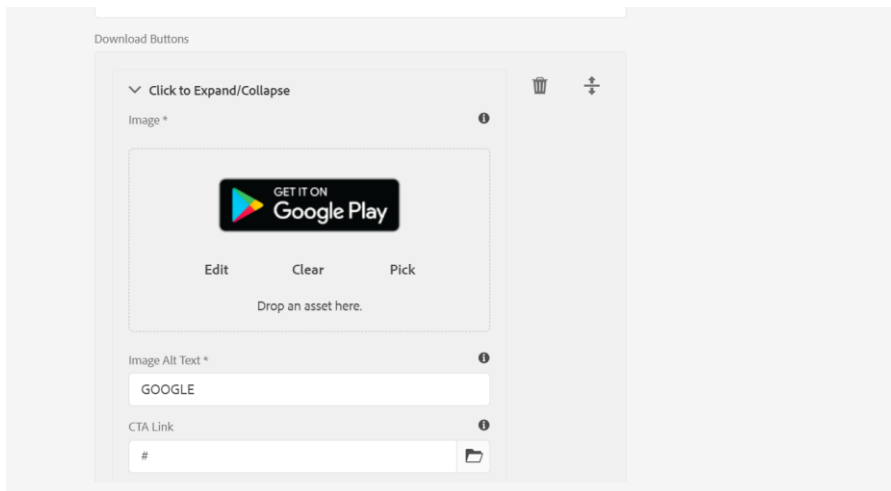 Download Buttons
Click to Expand/Collapse
Image *
GET IT ON
Google Play
Edit Clear Pick
Drop an asset here.
Image Alt Text *
GOOGLE
CTA Link
#